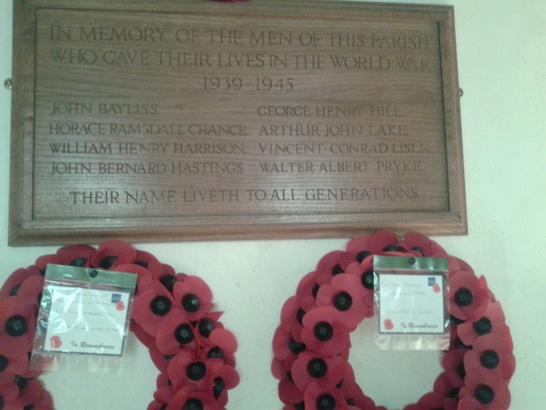 IN MEMORY OF THE MEN OF THIS PARISH
WHO GAVE THEIR LIVES IN THE WORLD WAR
1939-1945
JOHN BAYLISS. GEORGE HENRY HILL.
HORACE RAMSDALL CHANCE. ARTHUR JOHN LAKE.
WILLIAM HENRY HARRISON. VINCENT CONRAD LISLE.
JOHN BERNARD HASTINGS. WALTER ALBERT PRYKE.
THEIR NAME LIVETH TO ALL GENERATIONS.
In Remembrance
In Remembrance